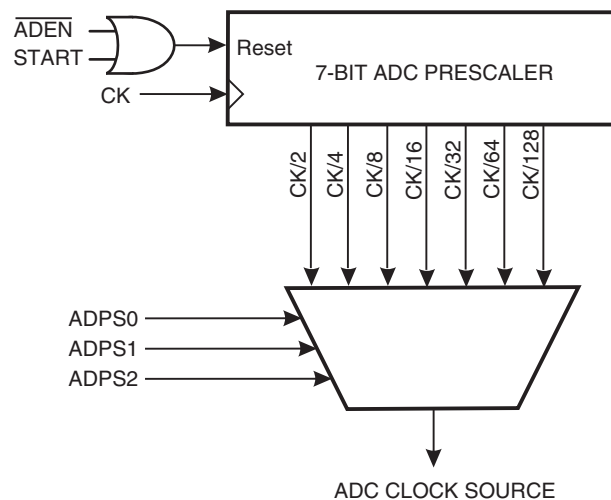 ADEN
START
Reset
7-BIT ADC PRESCALER
CK
CK/2
CK/4
CK/8
CK/16
CK/32
CK/64
CK/128
ADPS0
ADPS1
ADPS2
ADC CLOCK SOURCE